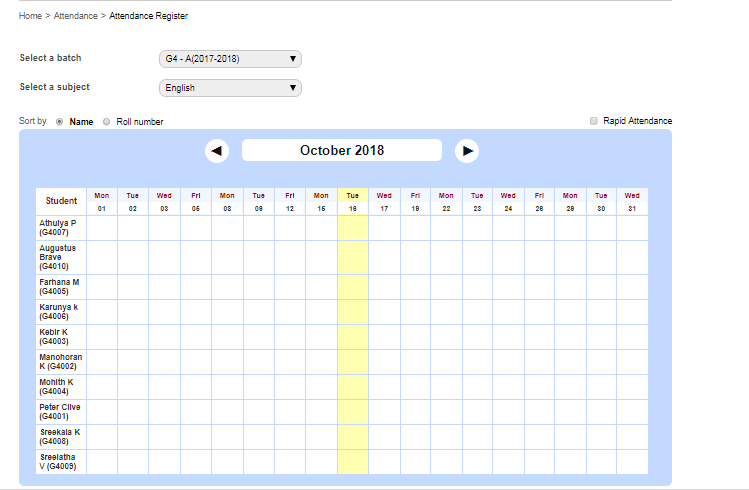 Home > Attendance > Attendance Register
Select a batch G4 - A(2017-2018)
Select a subject English
Sort by Name Roll number Rapid Attendance
October 2018
Student Mon Tue Wed Fri Mon Tue Fri Mon Tue Wed Fri Mon Tue Wed Fri Mon Tue Wed
01 02 03 05 08 09 12 15 16 17 19 22 23 24 26 29 30 31
Athulya P
(G4007)
Augustus
Brave
(G4010)
Farhana M
(G4005)
Karunya k
(G4006)
Kebir K
(G4003)
Manohoran
K (G4002)
Mohith K
(G4004)
Peter Clive
(G4001)
Sreekala K
(G4008)
Sreelatha
V (G4009)